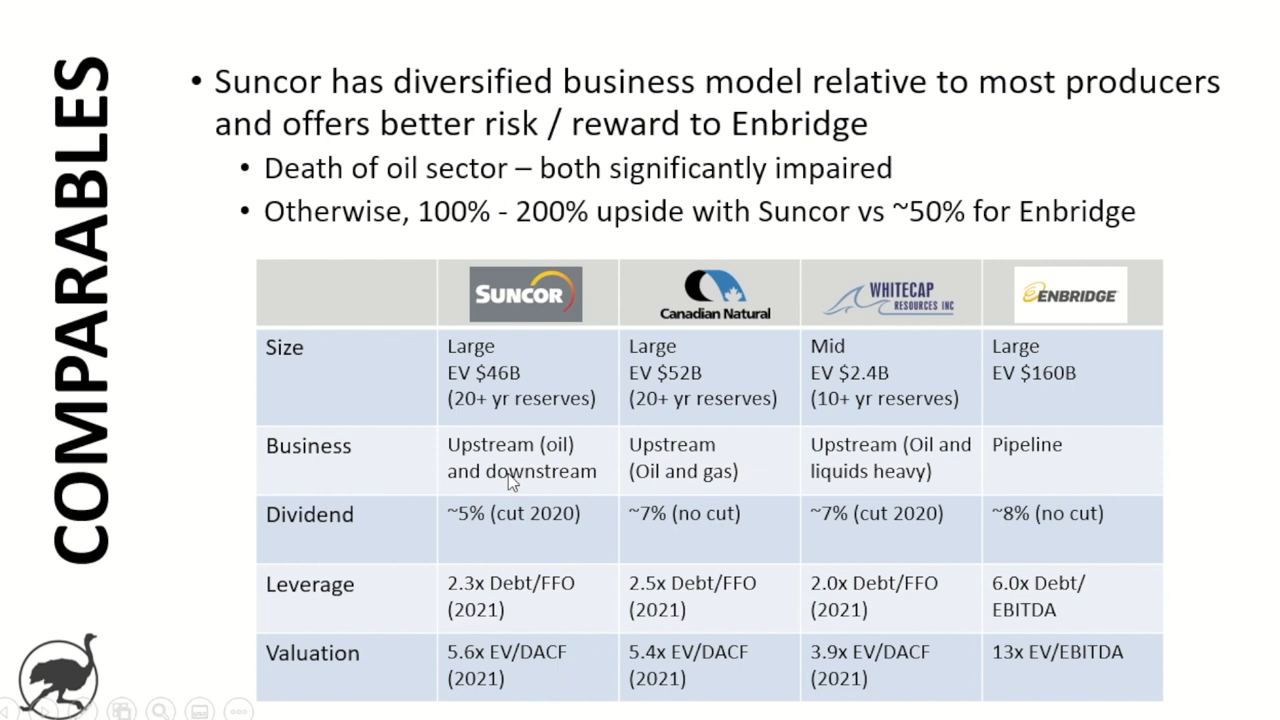 COMPARABLES
• Suncor has diversified business model relative to most producers
and offers better risk / reward to Enbridge
• Death of oil sector – both significantly impaired
• Otherwise, 100% - 200% upside with Suncor vs ~50% for Enbridge
SUNCOR
Canadian Natural
WHITECAP
RESOURCES INC
ENBRIDGE
Size
Large
EV $46B
(20+ yr reserves)
Large
EV $52B
(20+ yr reserves)
Mid
EV $2.4B
(10+ yr reserves)
Large
EV $160B
Business
Upstream (oil)
and downstream
Upstream
(Oil and gas)
Upstream (Oil and
liquids heavy)
Pipeline
Dividend
~5% (cut 2020)
~7% (no cut)
~7% (cut 2020)
~8% (no cut)
Leverage
2.3x Debt/FFO
(2021)
2.5x Debt/FFO
(2021)
2.0x Debt/FFO
(2021)
6.0x Debt/
EBITDA
Valuation
5.6x EV/DACF
(2021)
5.4x EV/DACF
(2021)
3.9x EV/DACF
(2021)
13x EV/EBITDA